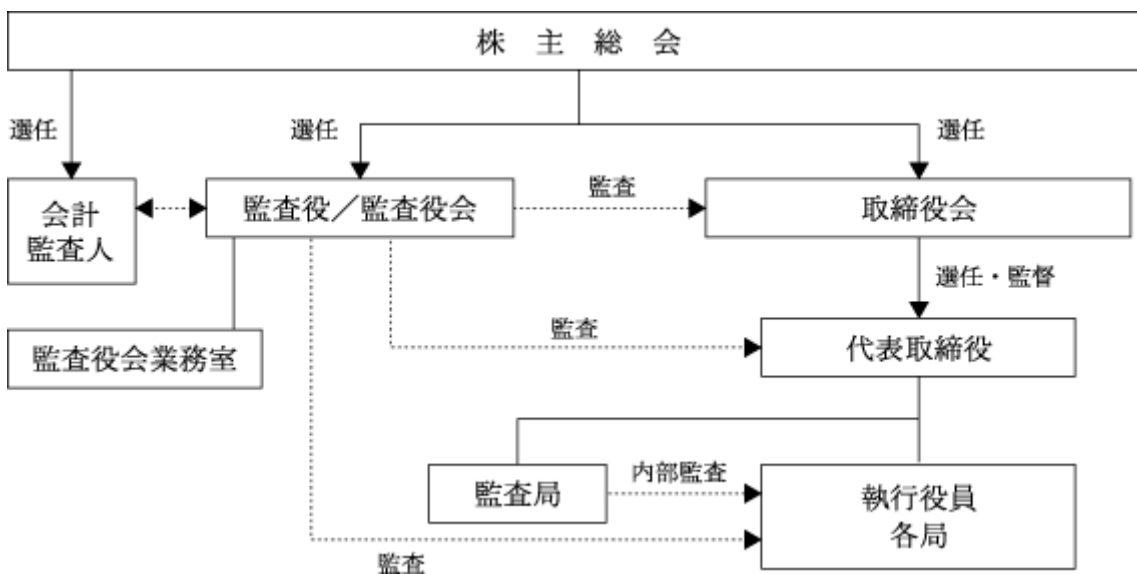 株主総会
選任
選任
選任
会計
監査人
監査役／監査役会
監査
取締役会
選任・監督
監査役会業務室
監査
代表取締役
監査局
内部監査
執行役員
各局
監査